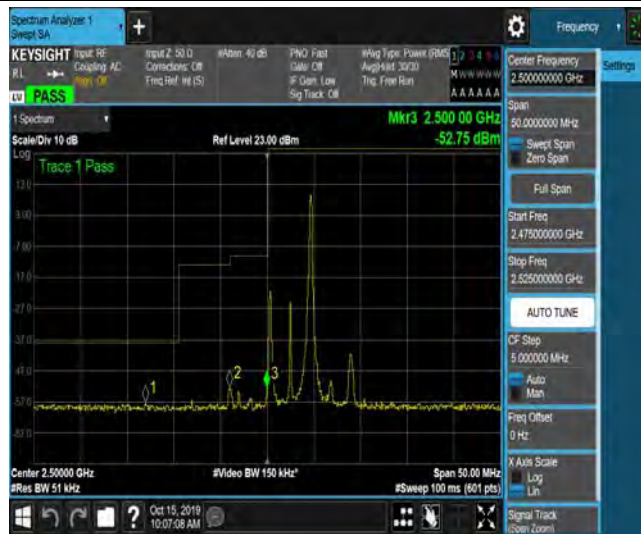 Spectrum Analyzer 1
Swept SA
+
Frequency
KEYSIGHT
Input: RF
Coupling: AC
Align: Off
Input Z: 50 Ω
Corrections: Off
Freq Ref: Int (S)
#Atten: 40 dB
PNO: Fast
Gate: Off
IF Gain: Low
Sig Track: Off
#Avg Type: Power (RMS
Avg|Hold: 30/30
Trig: Free Run
1 2 3 4 5 6
M W W W W W
A A A A A A
RL
LV PASS
1 Spectrum
Scale/Div 10 dB
Ref Level 23.00 dBm
Mkr3 2.500 00 GHz
-52.75 dBm
Log
Trace 1 Pass
13.0
3.00
-7.00
-17.0
-27.0
-37.0
-47.0
-57.0
-67.0
1
2
3
Center 2.50000 GHz
#Video BW 150 kHz*
Span 50.00 MHz
#Res BW 51 kHz
#Sweep 100 ms (601 pts)
?
Oct 15, 2019
10:07:08 AM
Settings
Center Frequency
2.500000000 GHz
Span
50.0000000 MHz
Swept Span
Zero Span
Full Span
Start Freq
2.475000000 GHz
Stop Freq
2.525000000 GHz
AUTO TUNE
CF Step
5.000000 MHz
Auto
Man
Freq Offset
0 Hz
X Axis Scale
Log
Lin
Signal Track
(Span Zoom)